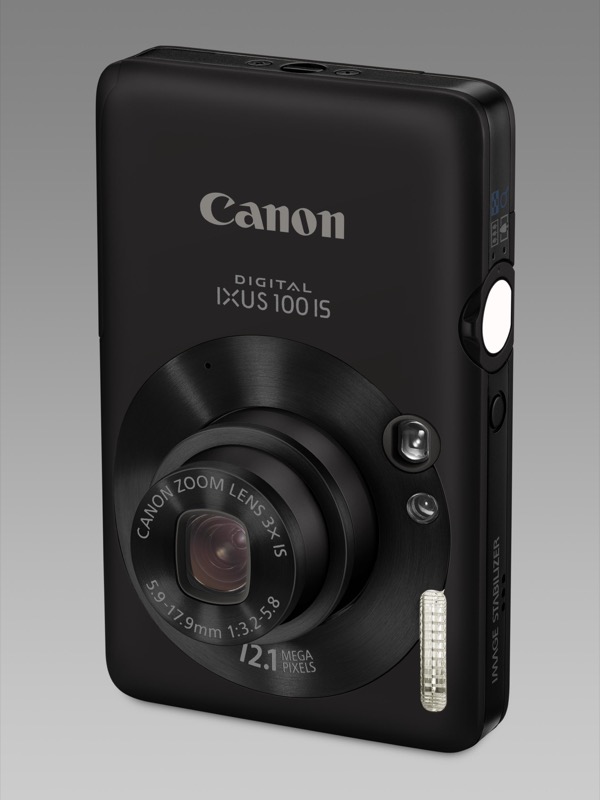 Canon
DIGITAL
IXUS 100 IS
CANON ZOOM LENS 3X IS
5.9-17.9mm 1:3.2-5.8
12.1 MEGA
PIXELS
IMAGE STABILIZER